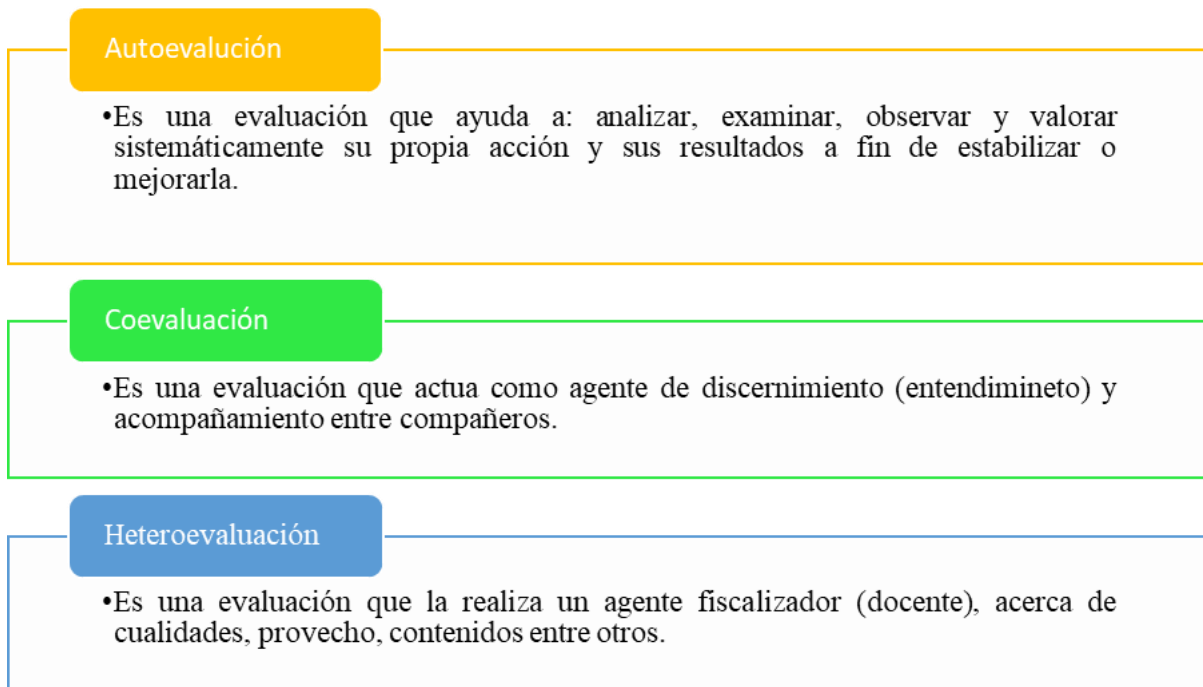 Autoevalución
•Es una evaluación que ayuda a: analizar, examinar, observar y valorar
sistemáticamente su propia acción y sus resultados a fin de estabilizar o
mejorarla.
Coevaluación
•Es una evaluación que actua como agente de discernimiento (entendimineto) y
acompañamiento entre compañeros.
Heteroevaluación
•Es una evaluación que la realiza un agente fiscalizador (docente), acerca de
cualidades, provecho, contenidos entre otros.